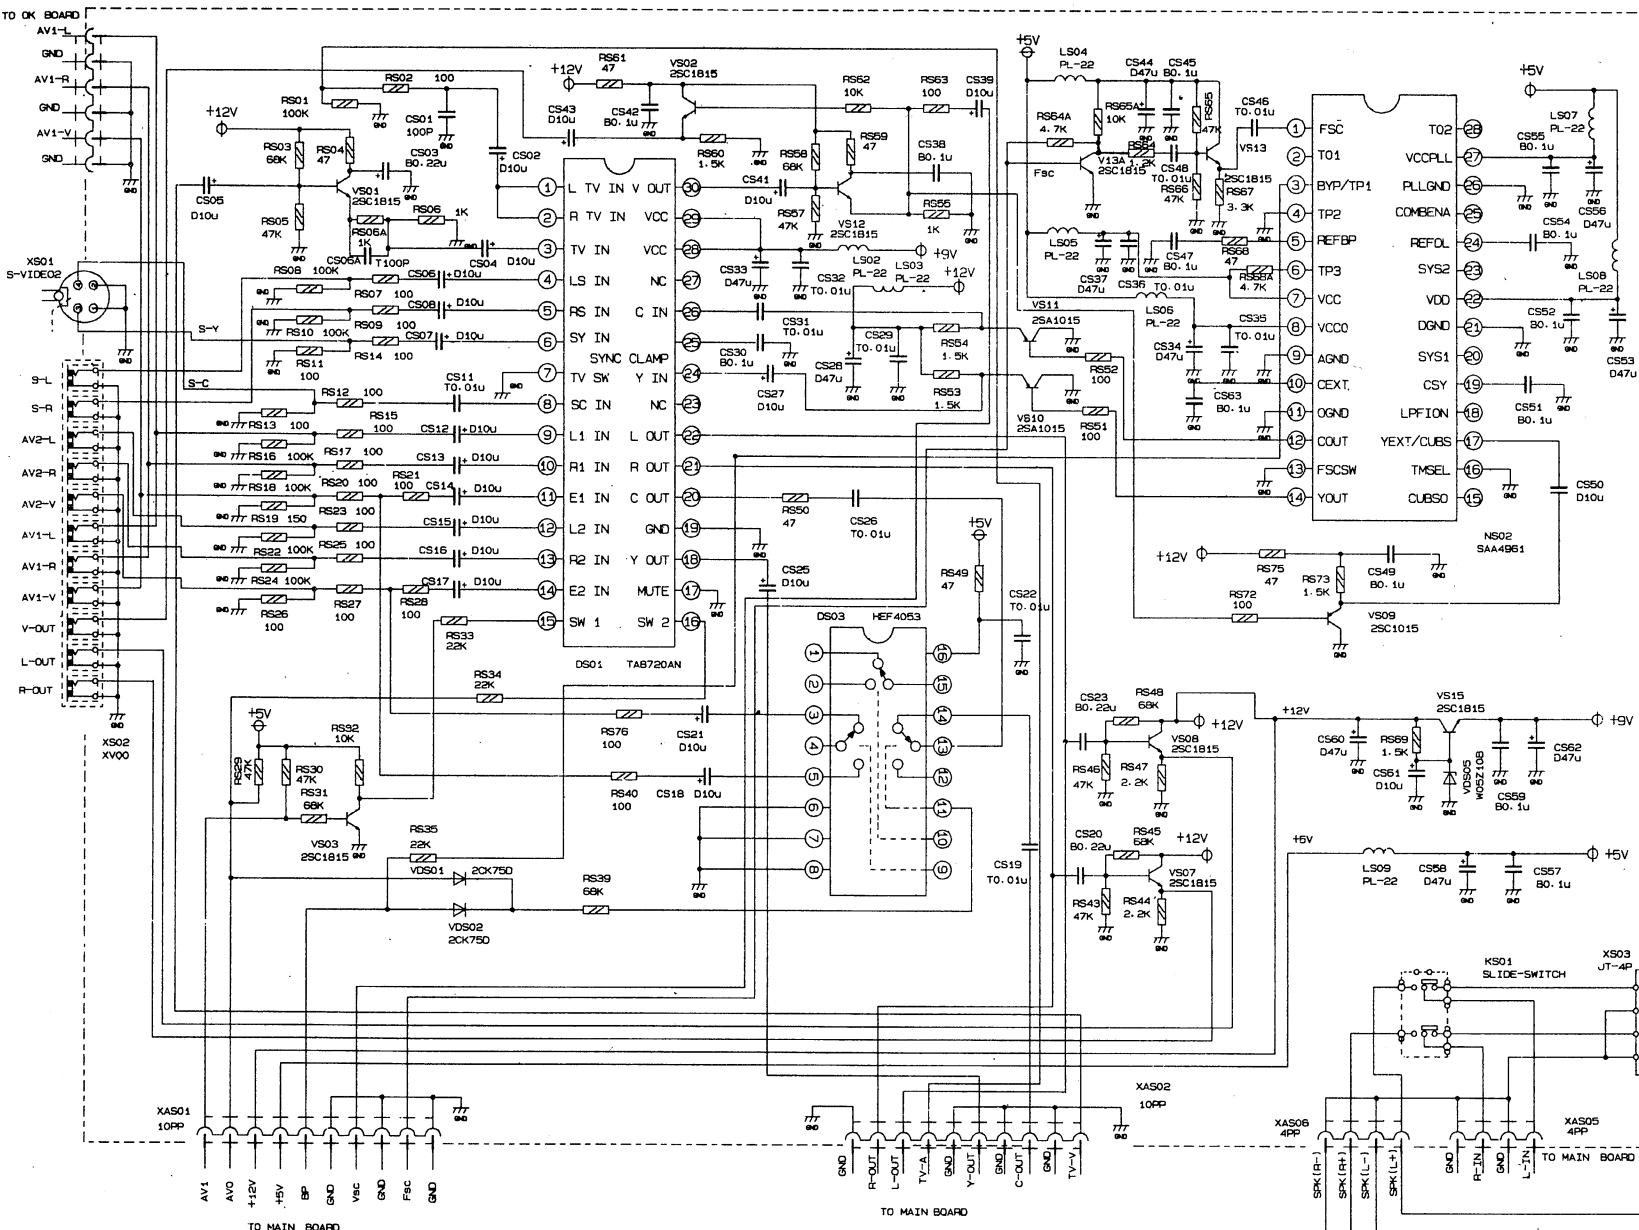 TO OK BOARD
AV1-L
GND
AV1-R
GND
AV1-V
GND
XS01
S-VIDEO2
S-Y
S-C
S-L
S-R
AV2-L
AV2-R
AV2-V
AV1-L
AV1-R
AV1-V
V-OUT
L-OUT
R-OUT
XS02
XV00
+12V
RS01
100K
RS02 100
CS01
100P
RS03
68K
RS04
47
CS03
B0.22u
VS01
2SC1815
CS05
D10u
RS05
47K
RS06 1K
RS06A
1K
CS06A T100P
CS04 D10u
CS02
D10u
RS08 100K
RS07 100
CS06 D10u
RS10 100K
RS09 100
CS08 D10u
RS11
100
RS14 100
CS07 D10u
RS12 100
CS11
T0.01u
RS13 100
RS15
100
CS12 D10u
RS16 100K
RS17 100
CS13 D10u
RS18 100K
RS20 100
RS21
100
CS14 D10u
RS19 150
RS23 100
CS15 D10u
RS22 100K
RS25 100
CS16 D10u
RS24 100K
RS26
100
RS27
100
RS28
100
CS17 D10u
RS33
22K
RS34
22K
+5V
RS29
47K
RS30
47K
RS92
10K
RS31
68K
VS03
2SC1815
RS35
22K
VDS01 2CK75D
VDS02
2CK75D
RS39
68K
RS76
100
CS21
D10u
RS40
100
CS18 D10u
+12V
RS61
47
CS43
D10u
CS42
B0.1u
VS02
2SC1815
RS60
1.5K
RS62
10K
RS63
100
CS39
D10u
RS58
68K
RS59
47
CS38
B0.1u
CS41
D10u
RS57
47K
RS55
1K
VS12
2SC1815
1 L TV IN
2 R TV IN
3 TV IN
4 LS IN
5 RS IN
6 SY IN
7 TV SW
8 SC IN
9 L1 IN
10 R1 IN
11 E1 IN
12 L2 IN
13 R2 IN
14 E2 IN
15 SW 1
V OUT 30
VCC 29
VCC 28
NC 27
C IN 26
SYNC CLAMP 25
Y IN 24
NC 23
L OUT 22
R OUT 21
C OUT 20
GND 19
Y OUT 18
MUTE 17
SW 2 16
DS01 TA8720AN
CS33
D47u
CS32
T0.01u
LS02
PL-22
LS03
PL-22
+9V
+12V
CS31
T0.01u
CS30
B0.1u
CS27
D10u
CS28
D47u
CS29
T0.01u
RS54
1.5K
RS53
1.5K
VS11
2SA1015
VS10
2SA1015
RS52
100
RS51
100
RS50
47
CS26
T0.01u
CS25
D10u
+5V
RS49
47
CS22
T0.01u
DS03 HEF4053
1
2
3
4
5
6
7
8
16
15
14
13
12
11
10
9
CS19
T0.01u
+5V
LS04
PL-22
CS44
D47u
CS45
B0.1u
RS64A
4.7K
RS65A
10K
RS65
47K
RS64
1.2K
CS48
T0.01u
RS66
47K
V13A
2SC1815
Fsc
CS46
T0.01u
VS13
2SC1815
RS67
3.3K
LS05
PL-22
CS37
D47u
CS36 T0.01u
CS47
B0.1u
RS68
47
RS68A
4.7K
LS06
PL-22
CS34
D47u
CS35
T0.01u
CS63
B0.1u
1 FSC
2 TO1
3 BYP/TP1
4 TP2
5 REFBP
6 TP3
7 VCC
8 VCCO
9 AGND
10 CEXT
11 OGND
12 COUT
13 FSCSW
14 YOUT
TO2 28
VCCPLL 27
PLLGND 26
COMBENA 25
REFDL 24
SYS2 23
VDD 22
DGND 21
SYS1 20
CSY 19
LPFION 18
YEXT/CUBS 17
TMSEL 16
CUBSO 15
NS02
SAA4961
+5V
LS07
PL-22
CS55
B0.1u
CS56
D47u
CS54
B0.1u
LS08
PL-22
CS52
B0.1u
CS53
D47u
CS51
B0.1u
CS50
D10u
+12V
RS75
47
CS49
B0.1u
RS73
1.5K
RS72
100
VS09
2SC1015
CS23
B0.22u
RS48
68K
+12V
VS08
2SC1815
RS46
47K
RS47
2.2K
CS20
B0.22u
RS45
68K
+12V
VS07
2SC1815
RS43
47K
RS44
2.2K
+12V
CS60
D47u
RS69
1.5K
CS61
D10u
VS15
2SC1815
VDS05
W05Z10B
CS59
B0.1u
CS62
D47u
+9V
+5V
LS09
PL-22
CS58
D47u
CS57
B0.1u
+5V
KS01
SLIDE-SWITCH
XS03
JT-4P
XAS01
10PP
AV1
AV0
+12V
+5V
BP
GND
Vsc
GND
Fsc
GND
TO MAIN BOARD
XAS02
10PP
GND
R-OUT
L-OUT
TV-A
GND
Y-OUT
GND
C-OUT
GND
TV-V
TO MAIN BOARD
XAS06
4PP
SPK(R-)
SPK(R+)
SPK(L-)
SPK(L+)
XAS05
4PP
GND
R-IN
GND
L-IN
TO MAIN BOARD